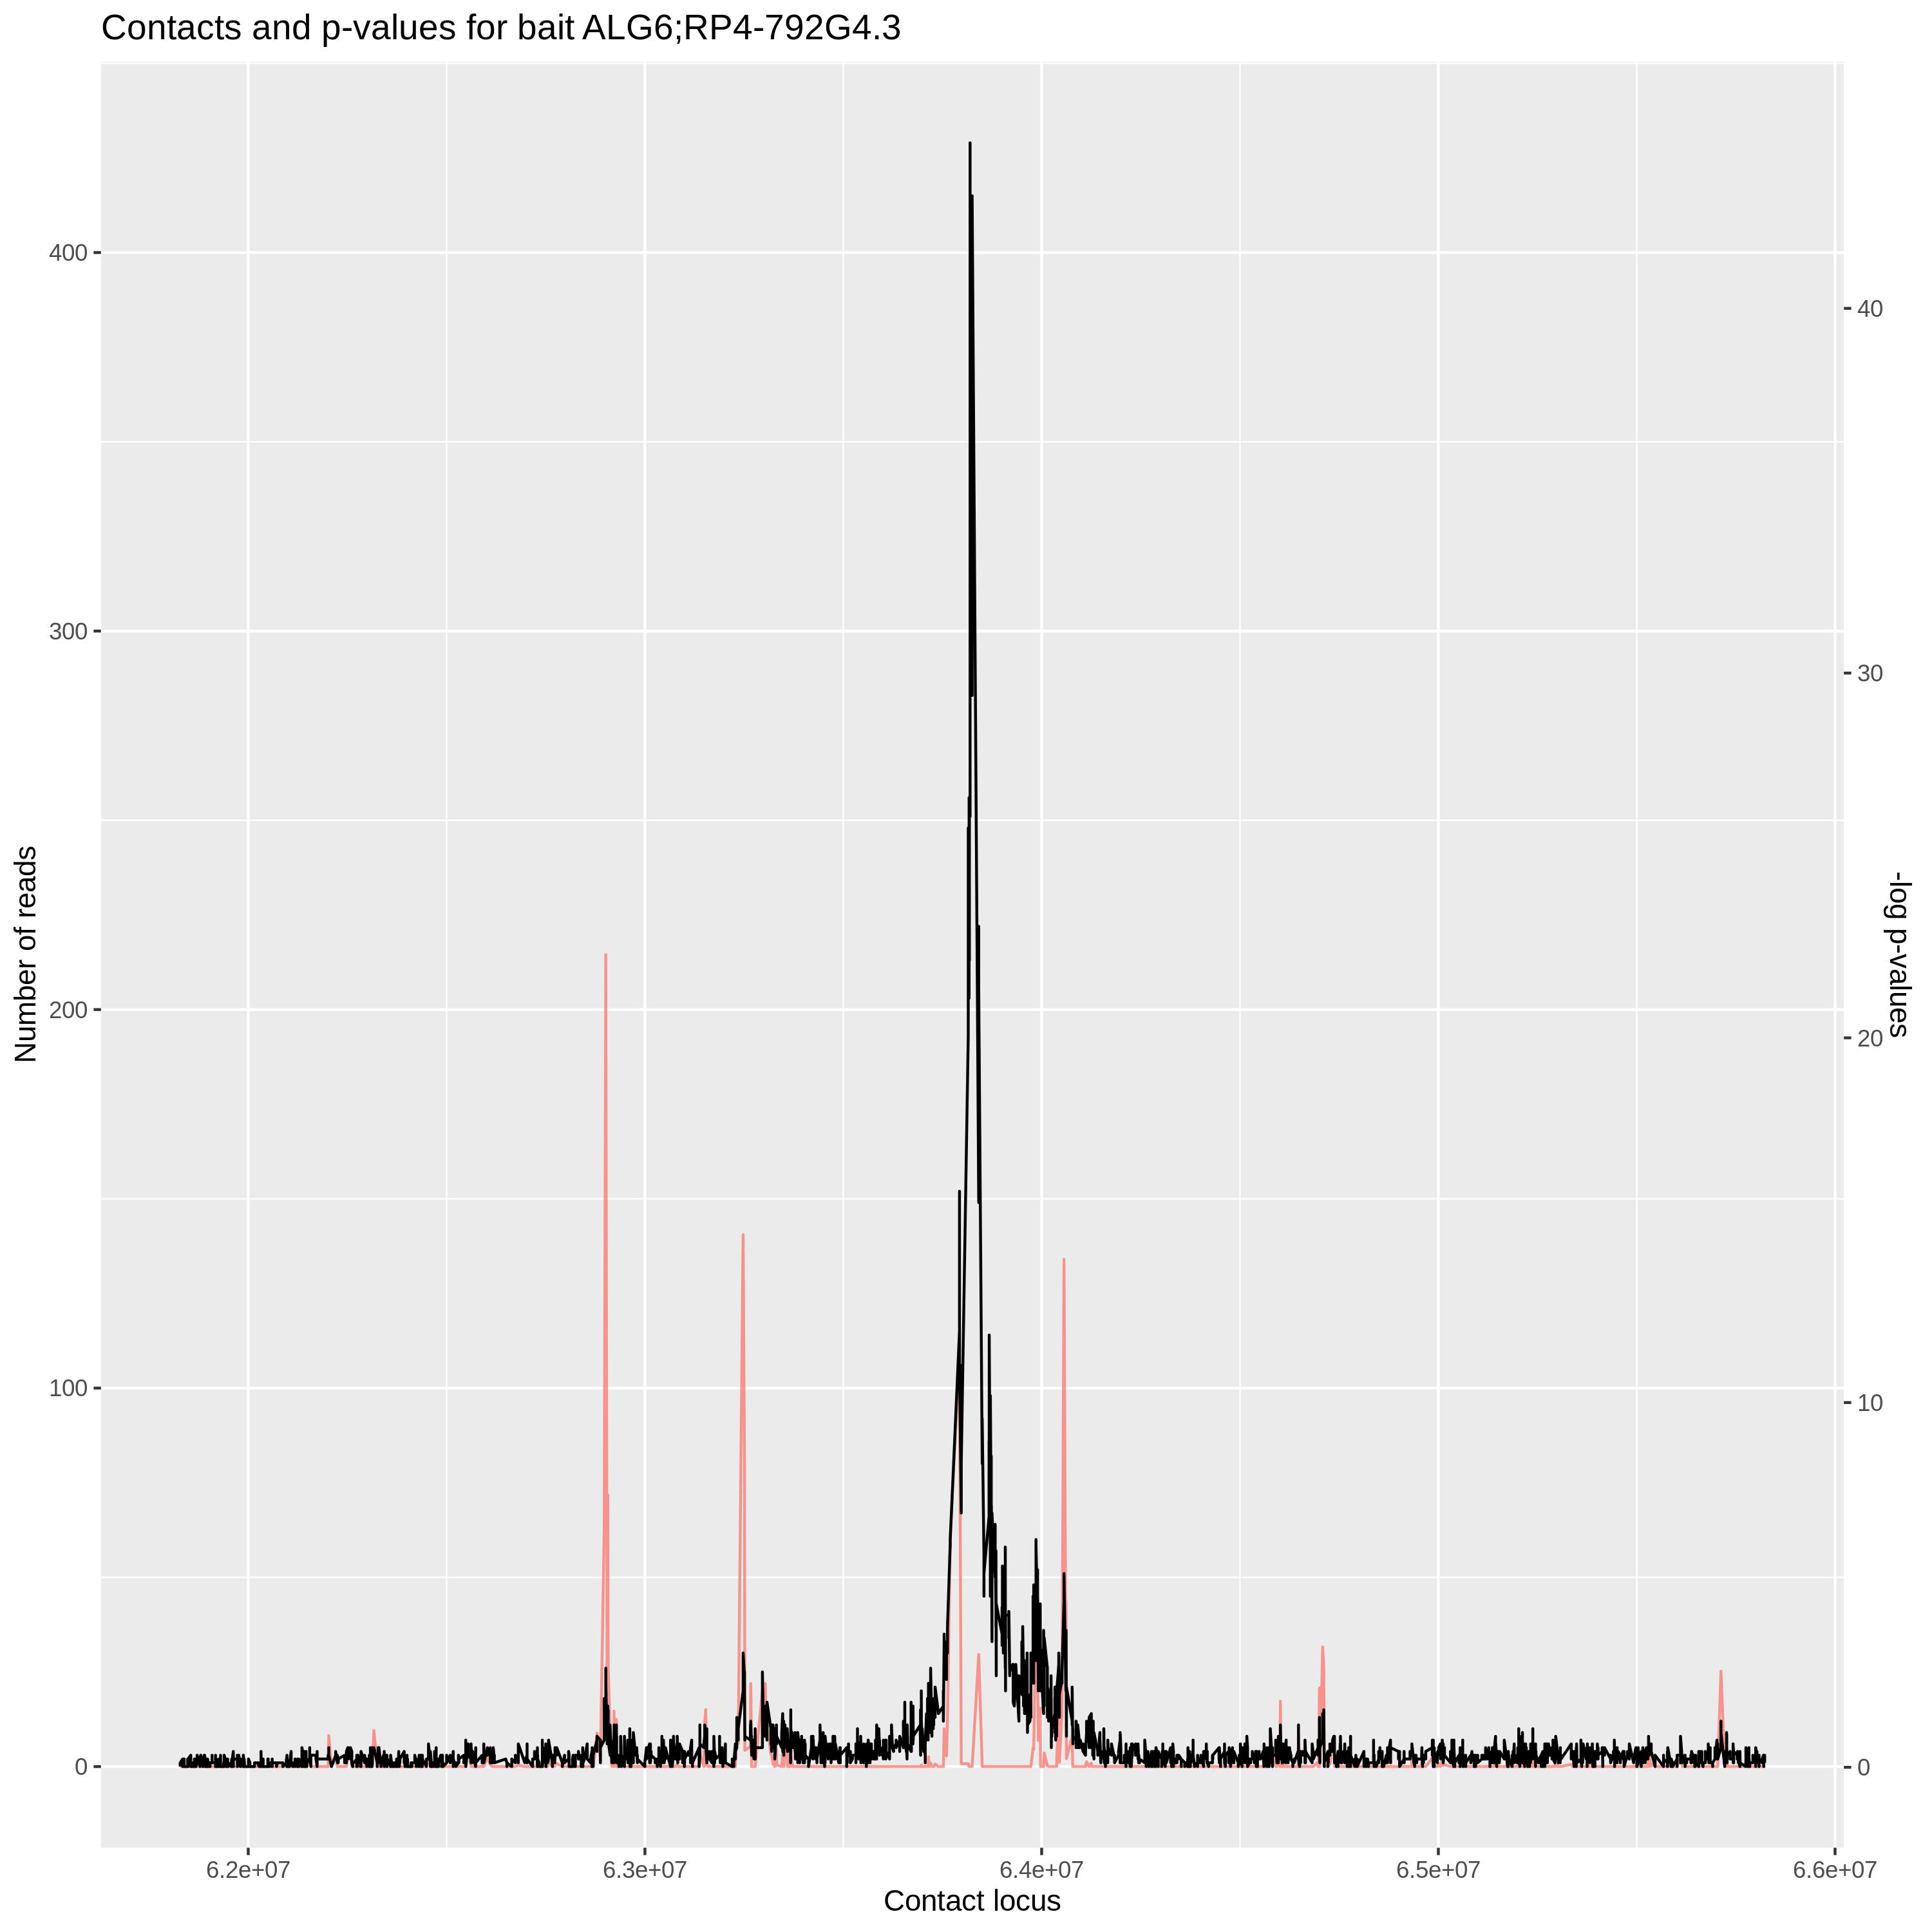 Contacts and p-values for bait ALG6;RP4-792G4.3
400
300
200
100
0
Number of reads
40
30
20
10
0
-log p-values
6.2e+07
6.3e+07
6.4e+07
6.5e+07
6.6e+07
Contact locus